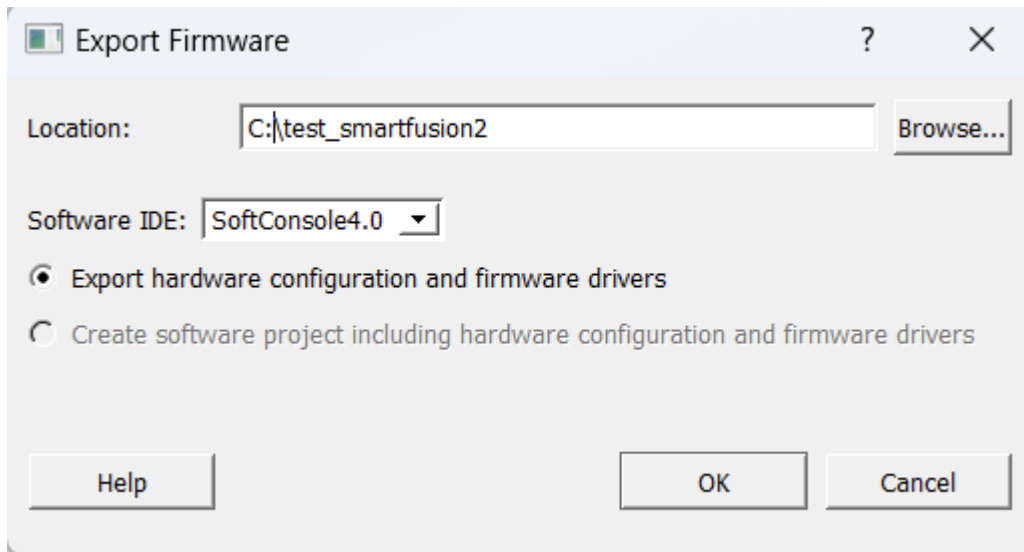 Export Firmware ? X
Location: C:\test_smartfusion2 Browse...
Software IDE: SoftConsole4.0
Export hardware configuration and firmware drivers
Create software project including hardware configuration and firmware drivers
Help OK Cancel